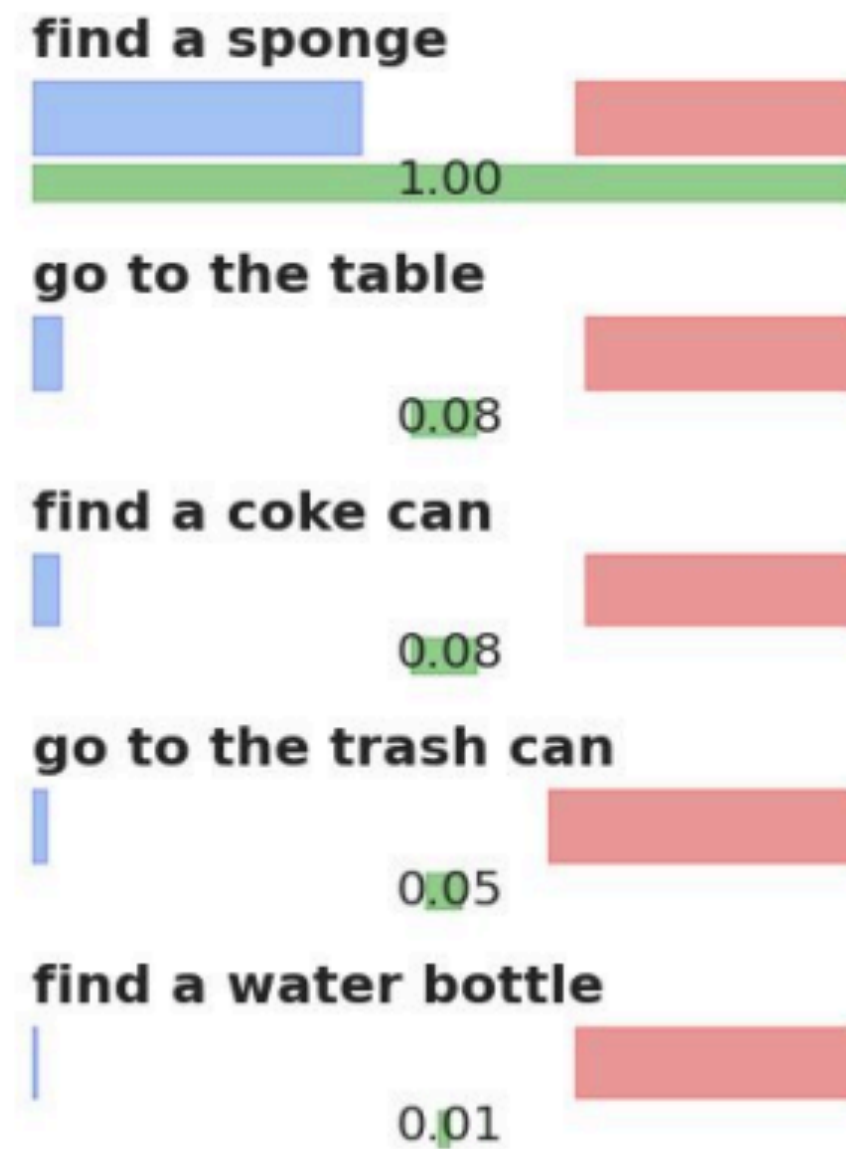 find a sponge
1.00
go to the table
0.08
find a coke can
0.08
go to the trash can
0.05
find a water bottle
0.01